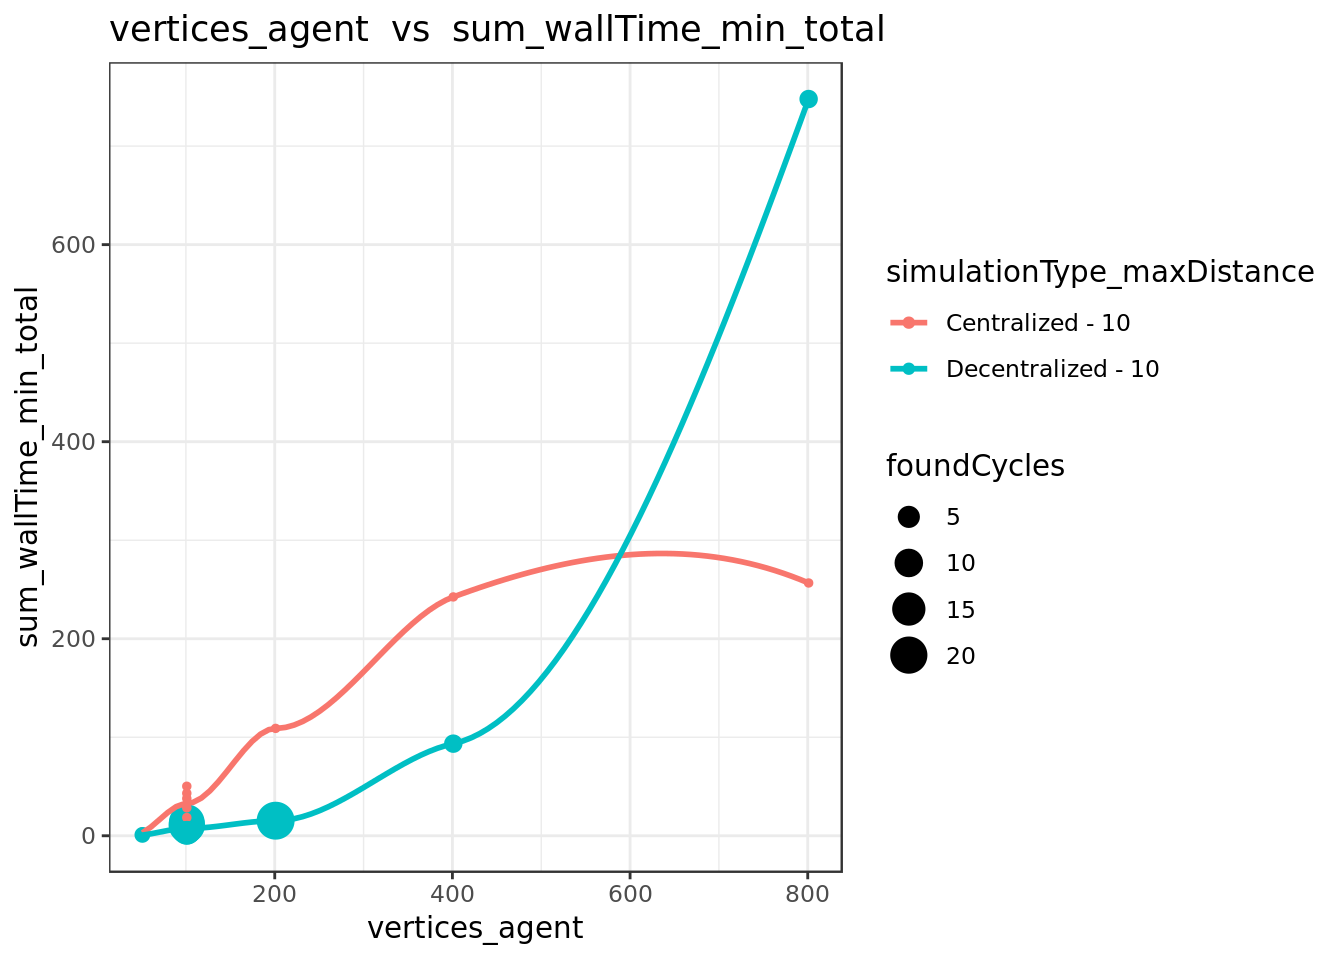 vertices_agent  vs  sum_wallTime_min_total
600
400
200
0
sum_wallTime_min_total
200
400
600
800
vertices_agent
simulationType_maxDistance
Centralized - 10
Decentralized - 10
foundCycles
5
10
15
20